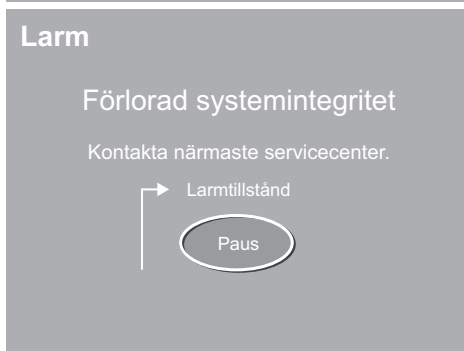 Larm
Förlorad systemintegritet
Kontakta närmaste servicecenter.
Larmtillstånd
Paus